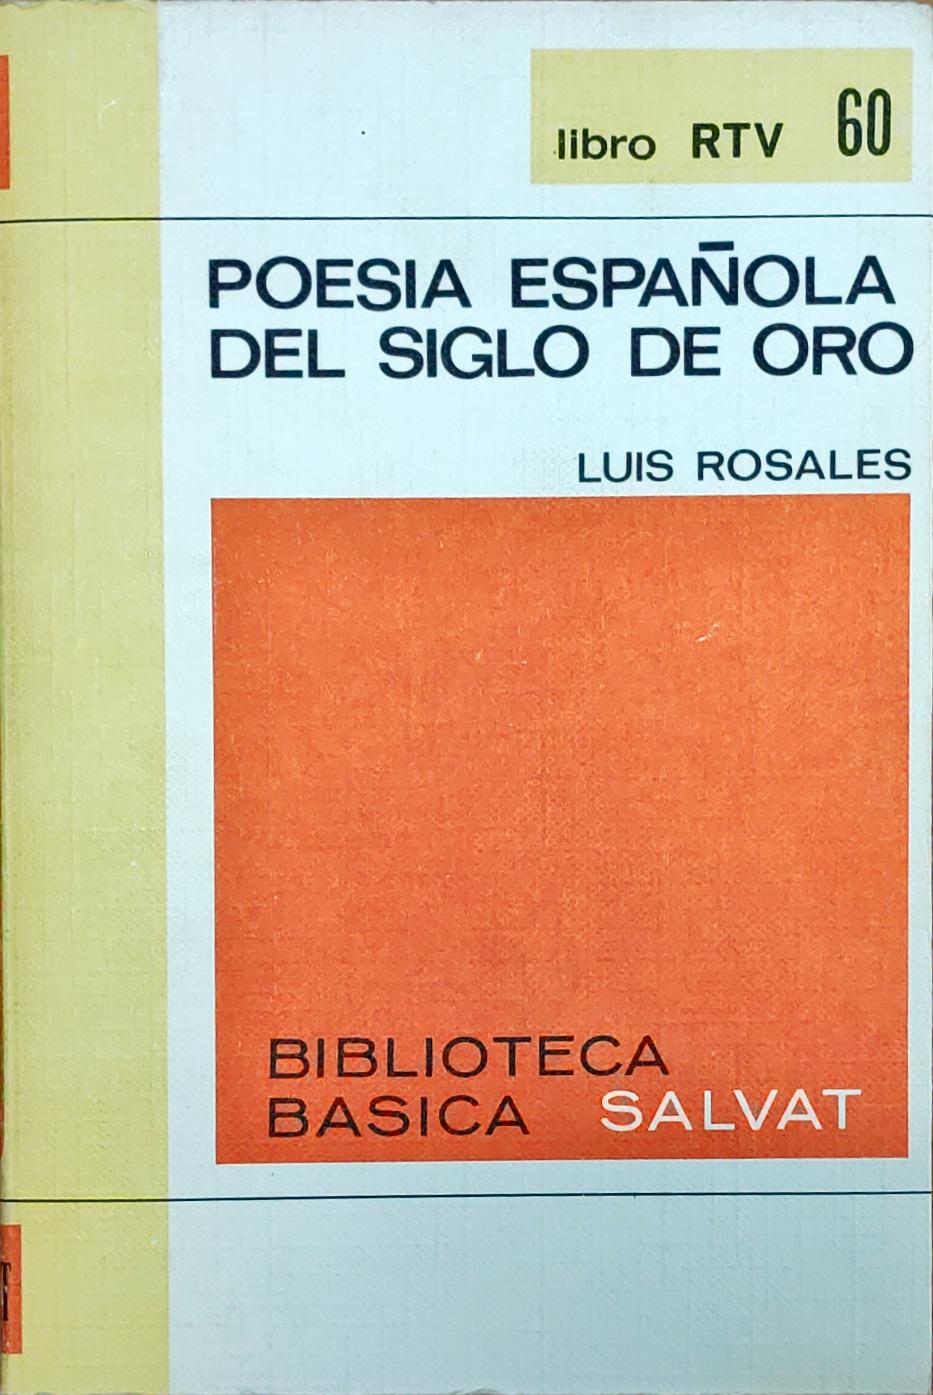 libro RTV 60
POESIA ESPAÑOLA
DEL SIGLO DE ORO
LUIS ROSALES
BIBLIOTECA
BASICA SALVAT